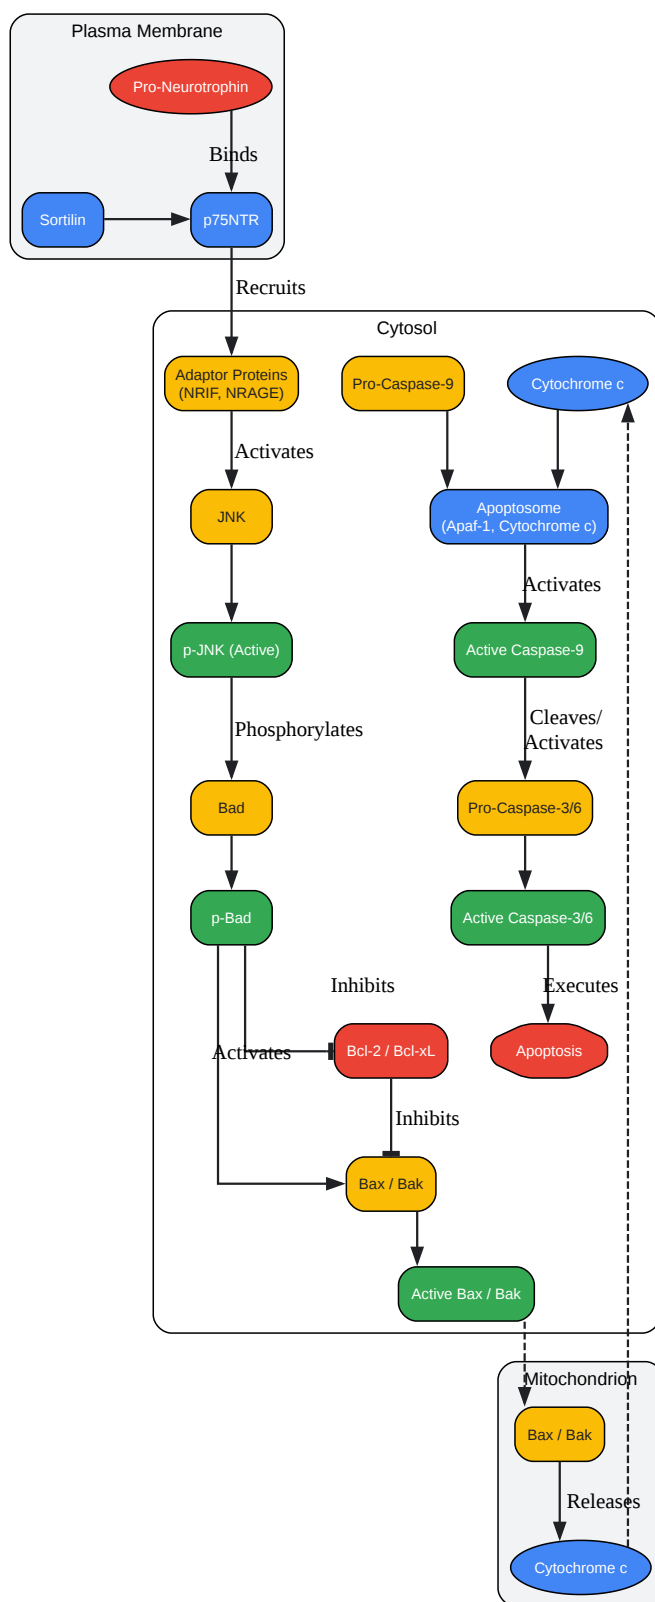 Plasma Membrane
Pro-Neurotrophin
Binds
Sortilin
p75NTR
Recruits
Cytosol
Adaptor Proteins
(NRIF, NRAGE)
Pro-Caspase-9
Cytochrome c
Activates
JNK
Apoptosome
(Apaf-1, Cytochrome c)
Activates
p-JNK (Active)
Active Caspase-9
Phosphorylates
Cleaves/
Activates
Bad
Pro-Caspase-3/6
p-Bad
Active Caspase-3/6
Inhibits
Executes
Activates
Bcl-2 / Bcl-xL
Apoptosis
Inhibits
Bax / Bak
Active Bax / Bak
Mitochondrion
Bax / Bak
Releases
Cytochrome c